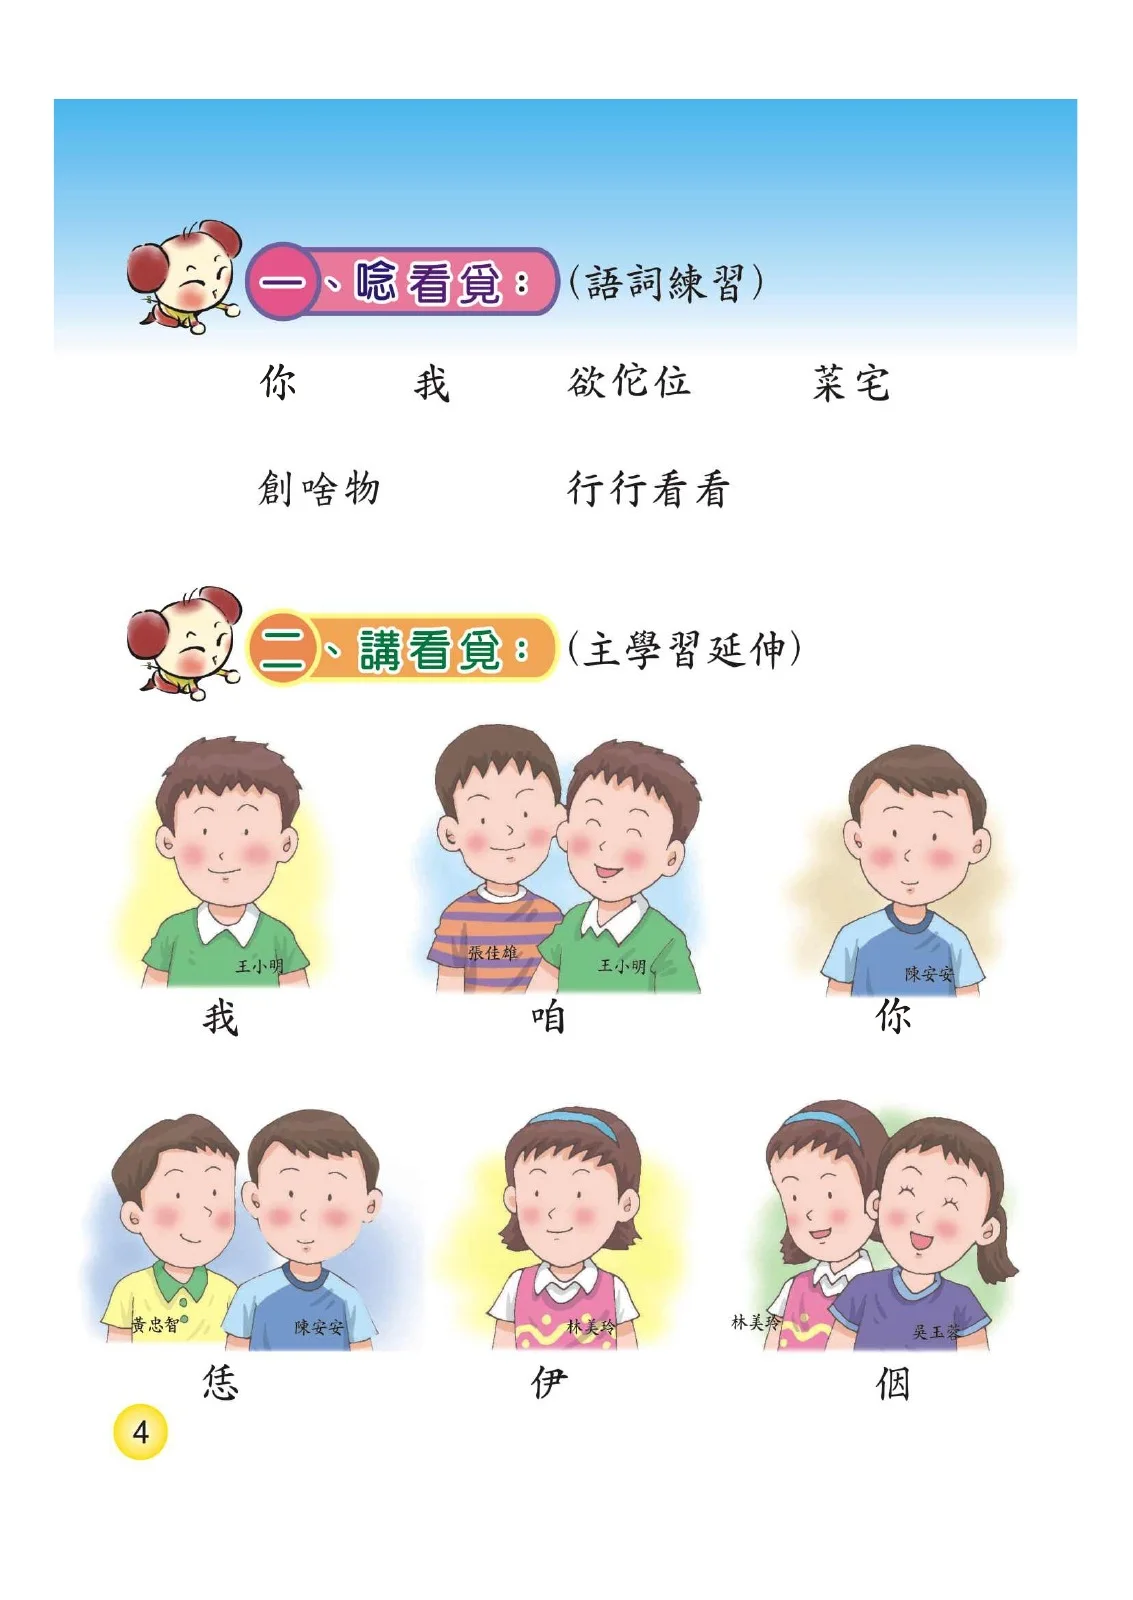 一、唸看覓：(語詞練習)
你 我 欲佗位 菜宅
創啥物 行行看看
二、講看覓：(主學習延伸)
張佳雄
王小明 王小明 陳安安
我 咱 你
黃忠智 陳安安 林美玲 林美玲 吳玉蓉
恁 伊 𪜶
4